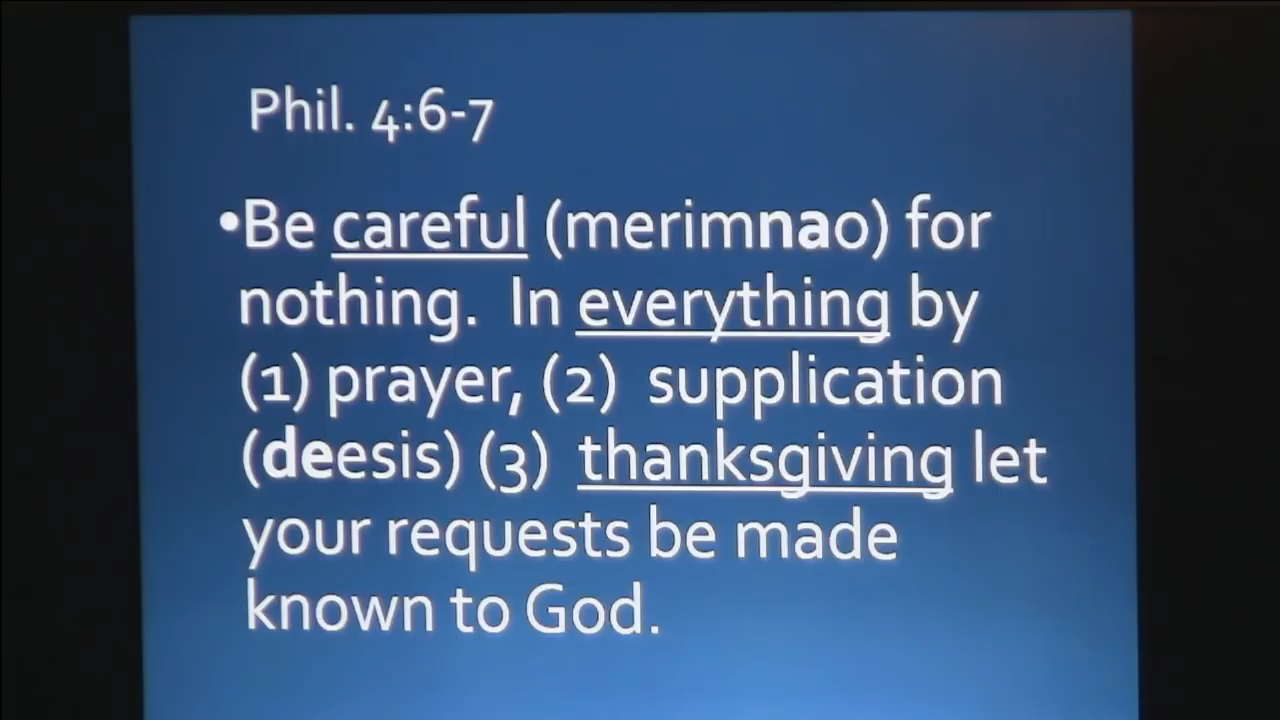 Phil. 4:6-7
•Be careful (merimnao) for
nothing.  In everything by
(1) prayer, (2)  supplication
(deesis) (3)  thanksgiving let
your requests be made
known to God.